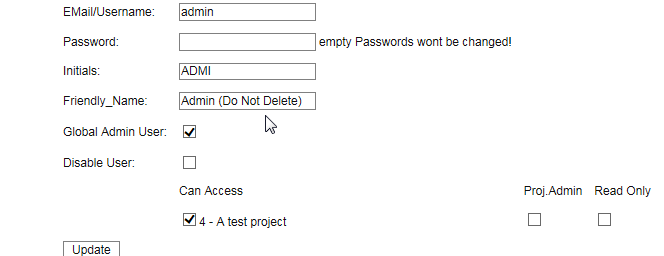 EMail/Username: admin
Password: empty Passwords wont be changed!
Initials: ADMI
Friendly_Name: Admin (Do Not Delete)
Global Admin User:
Disable User:
Can Access Proj.Admin Read Only
4 - A test project
Update